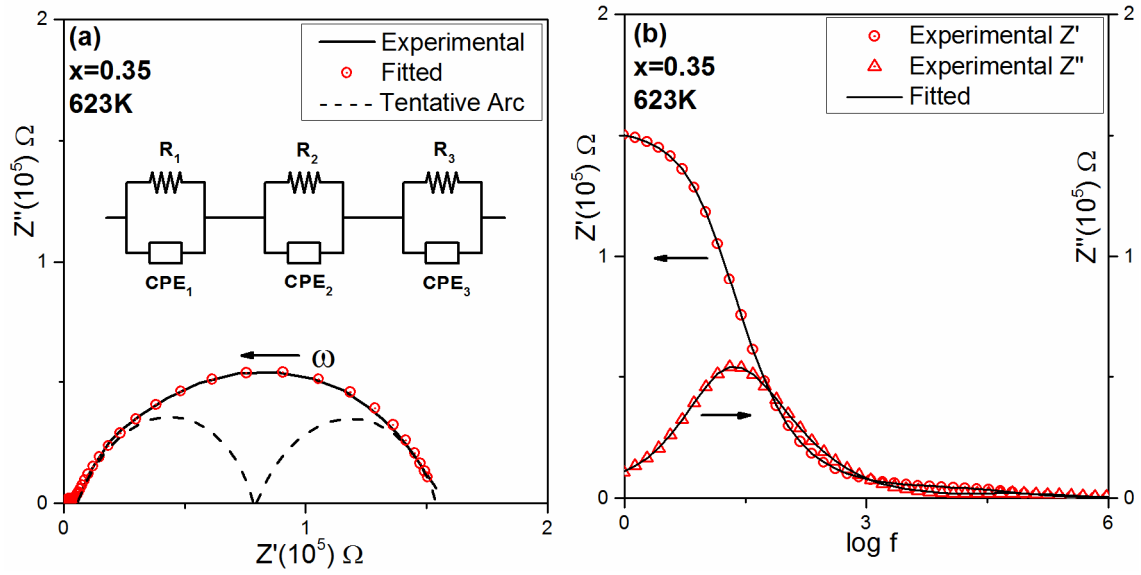 (a)
x=0.35
623K
Experimental
Fitted
Tentative Arc
R1
R2
R3
CPE1
CPE2
CPE3
ω
Z''(10^5) Ω
2
1
0
0
1
2
Z'(10^5) Ω
(b)
x=0.35
623K
Experimental Z'
Experimental Z''
Fitted
Z'(10^5) Ω
2
1
0
Z''(10^5) Ω
2
1
0
0
3
6
log f